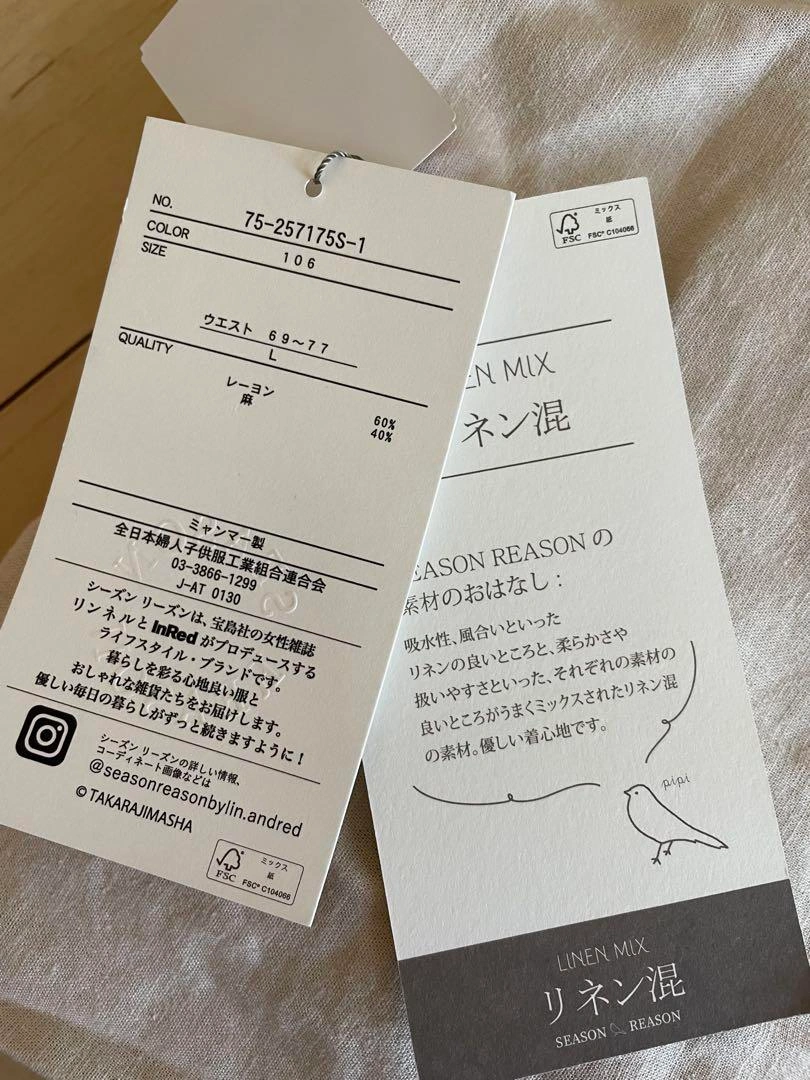 NO.
75-257175S-1
COLOR
106
SIZE
ウエスト 69～77
L
QUALITY
レーヨン 60%
麻 40%
ミャンマー製
全日本婦人子供服工業組合連合会
03-3866-1299
J-AT 0130
シーズン リーズンは、宝島社の女性雑誌
リンネルとInRedがプロデュースする
ライフスタイル・ブランドです。
暮らしを彩る心地良い服と
おしゃれな雑貨たちをお届けします。
優しい毎日の暮らしがずっと続きますように！
シーズン リーズンの詳しい情報、
コーディネート画像などは
@seasonreasonbylin.andred
© TAKARAJIMASHA
FSC
ミックス
紙
FSC® C104066
FSC
ミックス
紙
FSC® C104066
EN MIX
ネン混
EASON REASON の
素材のおはなし：
吸水性、風合いといった
リネンの良いところと、柔らかさや
扱いやすさといった、それぞれの素材の
良いところがうまくミックスされたリネン混
の素材。優しい着心地です。
pipi
LINEN MIX
リネン混
SEASON REASON